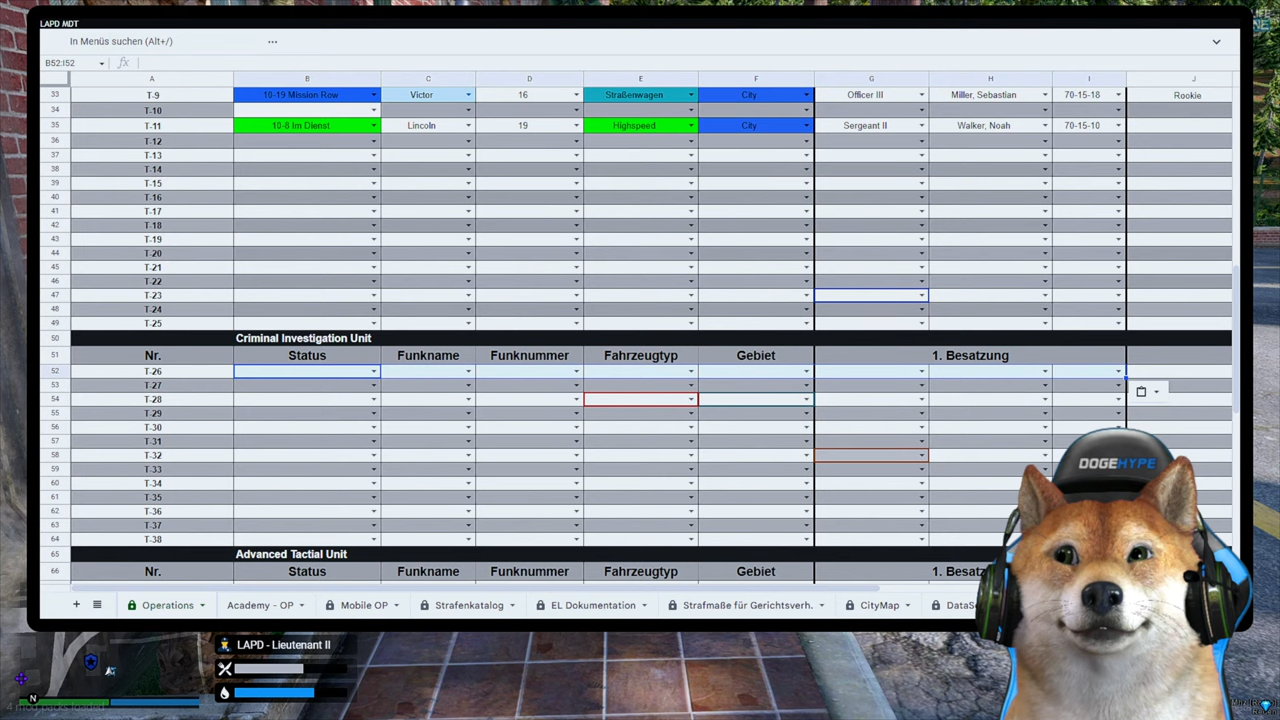 LAPD MDT
In Menüs suchen (Alt+/) ...
B52:I52 fx
A B C D E F G H I J
33 T-9 10-19 Mission Row Victor 16 Straßenwagen City Officer III Miller, Sebastian 70-15-18 Rookie
34 T-10
35 T-11 10-8 Im Dienst Lincoln 19 Highspeed City Sergeant II Walker, Noah 70-15-10
36 T-12
37 T-13
38 T-14
39 T-15
40 T-16
41 T-17
42 T-18
43 T-19
44 T-20
45 T-21
46 T-22
47 T-23
48 T-24
49 T-25
50 Criminal Investigation Unit
51 Nr. Status Funkname Funknummer Fahrzeugtyp Gebiet 1. Besatzung
52 T-26
53 T-27
54 T-28
55 T-29
56 T-30
57 T-31
58 T-32
59 T-33
60 T-34
61 T-35
62 T-36
63 T-37
64 T-38
65 Advanced Tactial Unit
66 Nr. Status Funkname Funknummer Fahrzeugtyp Gebiet 1. Besatz
+ Operations Academy - OP Mobile OP Strafenkatalog EL Dokumentation Strafmaße für Gerichtsverh. CityMap DataSe
DOGEHYPE
LAPD - Lieutenant II
N
4 mod packs loaded